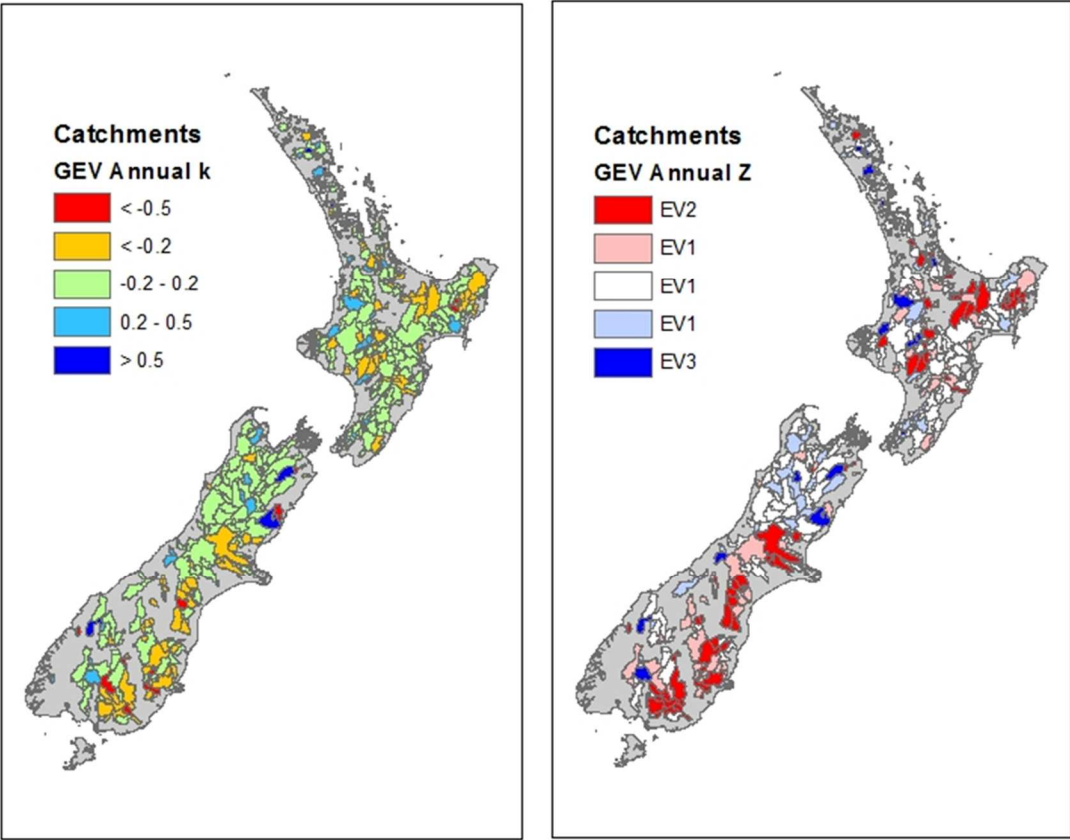 Catchments
GEV Annual k
< -0.5
< -0.2
-0.2 - 0.2
0.2 - 0.5
> 0.5
Catchments
GEV Annual Z
EV2
EV1
EV1
EV1
EV3